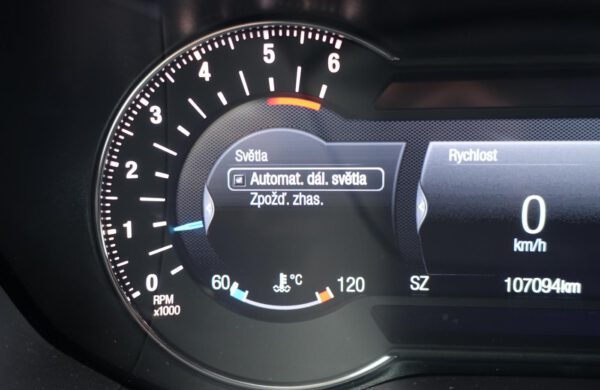 6
5
4
3
2
1
0
RPM
x1000
Světla
Automat. dál. světla
Zpožď. zhas.
60 °C 120
Rychlost
0
km/h
SZ 107094km